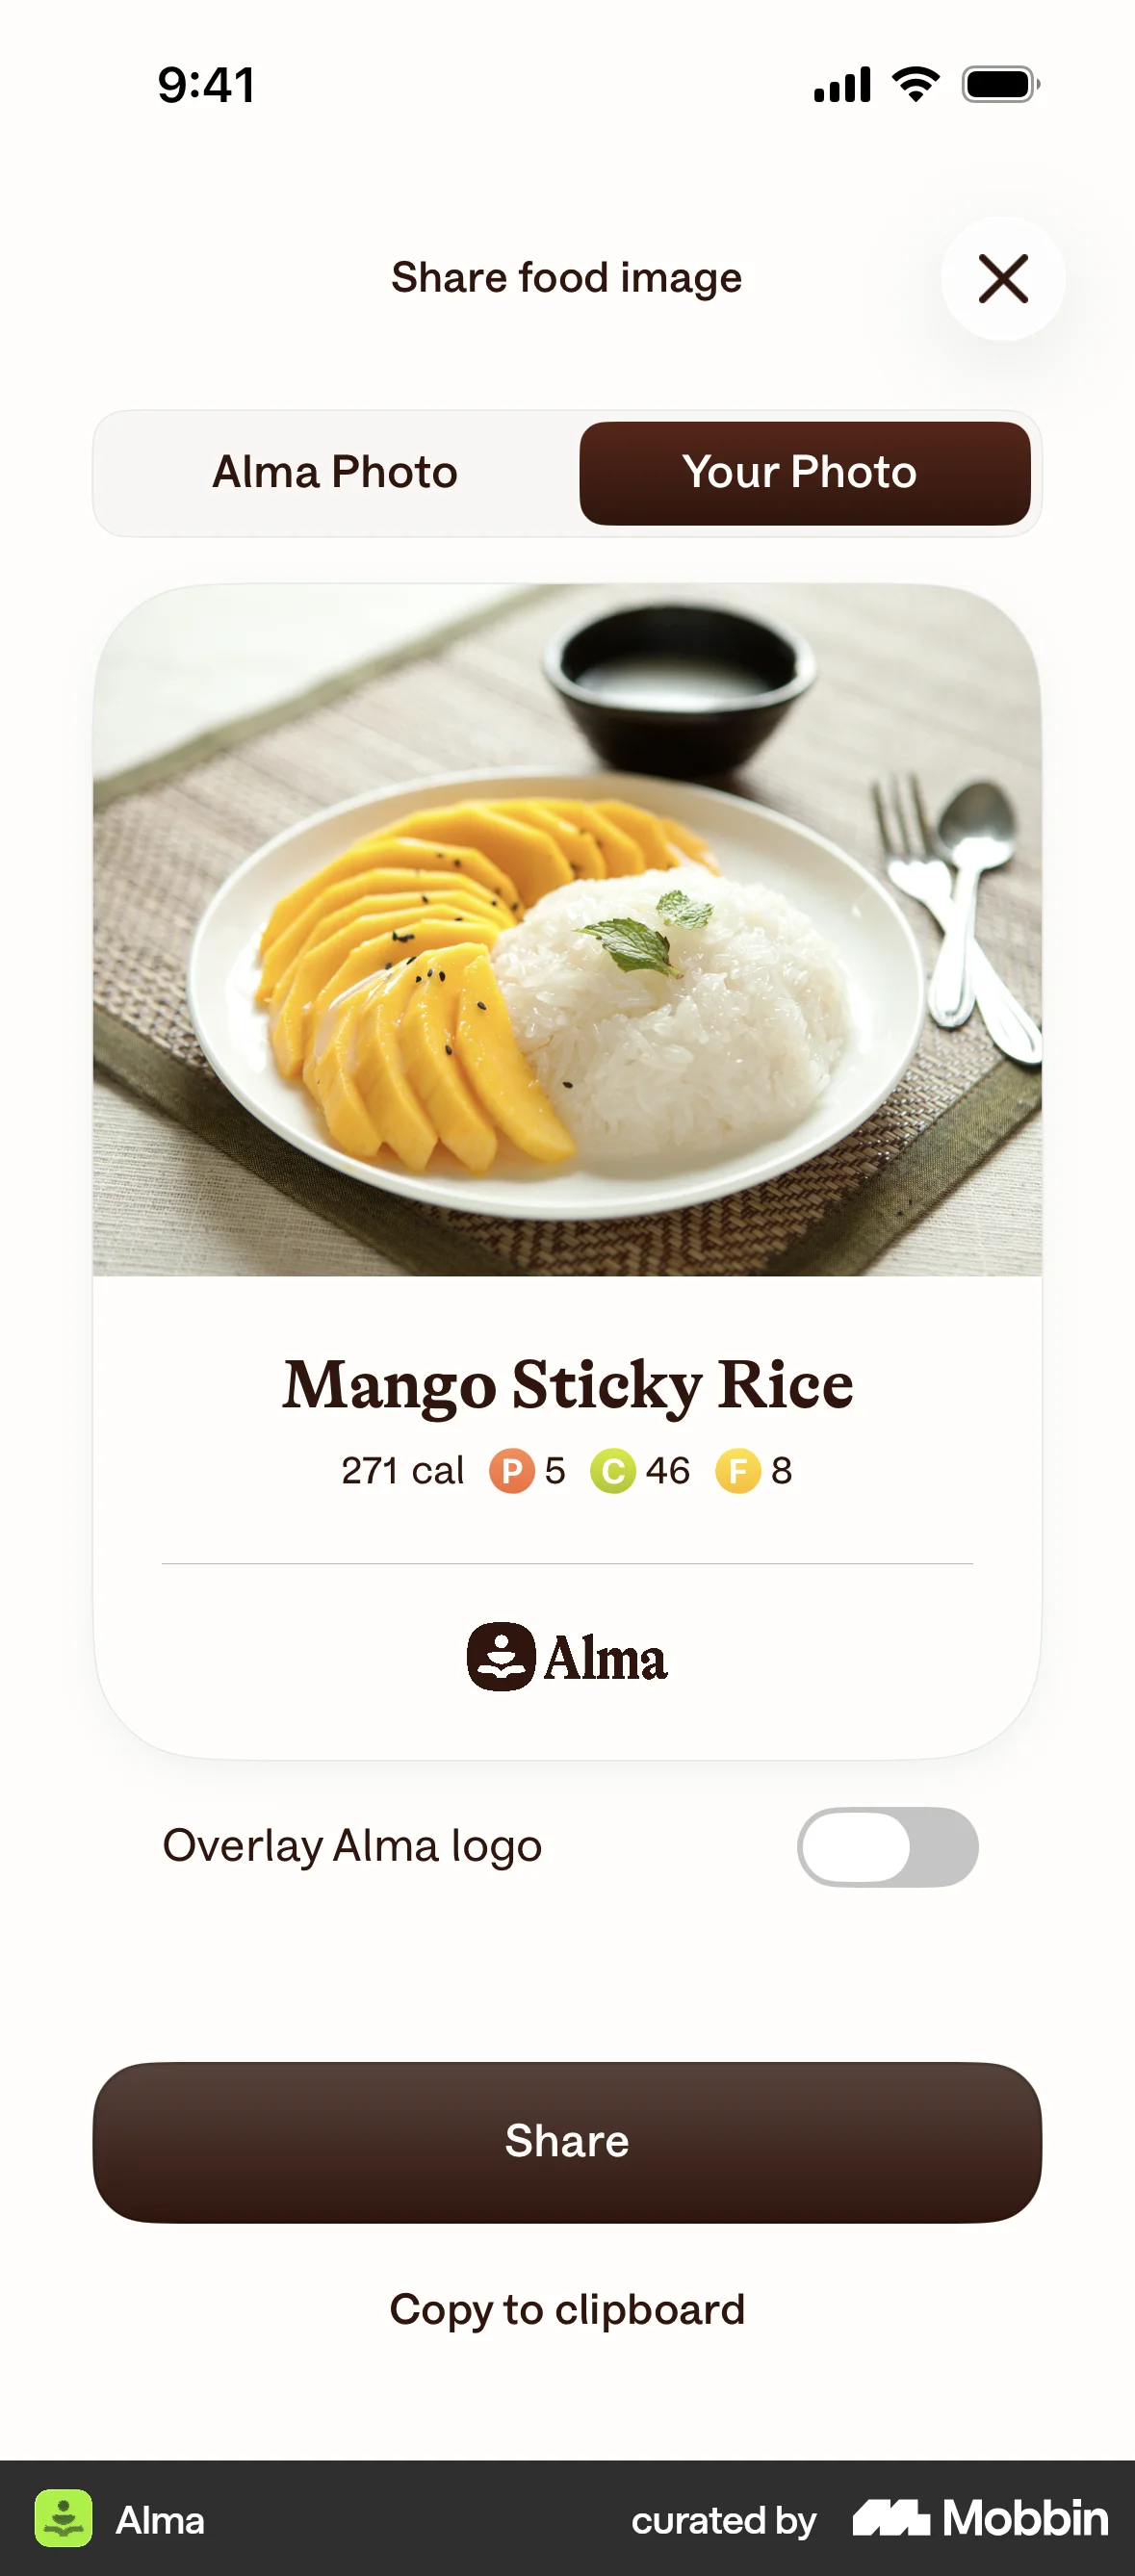 9:41
Share food image
Alma Photo Your Photo
Mango Sticky Rice
271 cal P 5 C 46 F 8
Alma
Overlay Alma logo
Share
Copy to clipboard
Alma curated by Mobbin